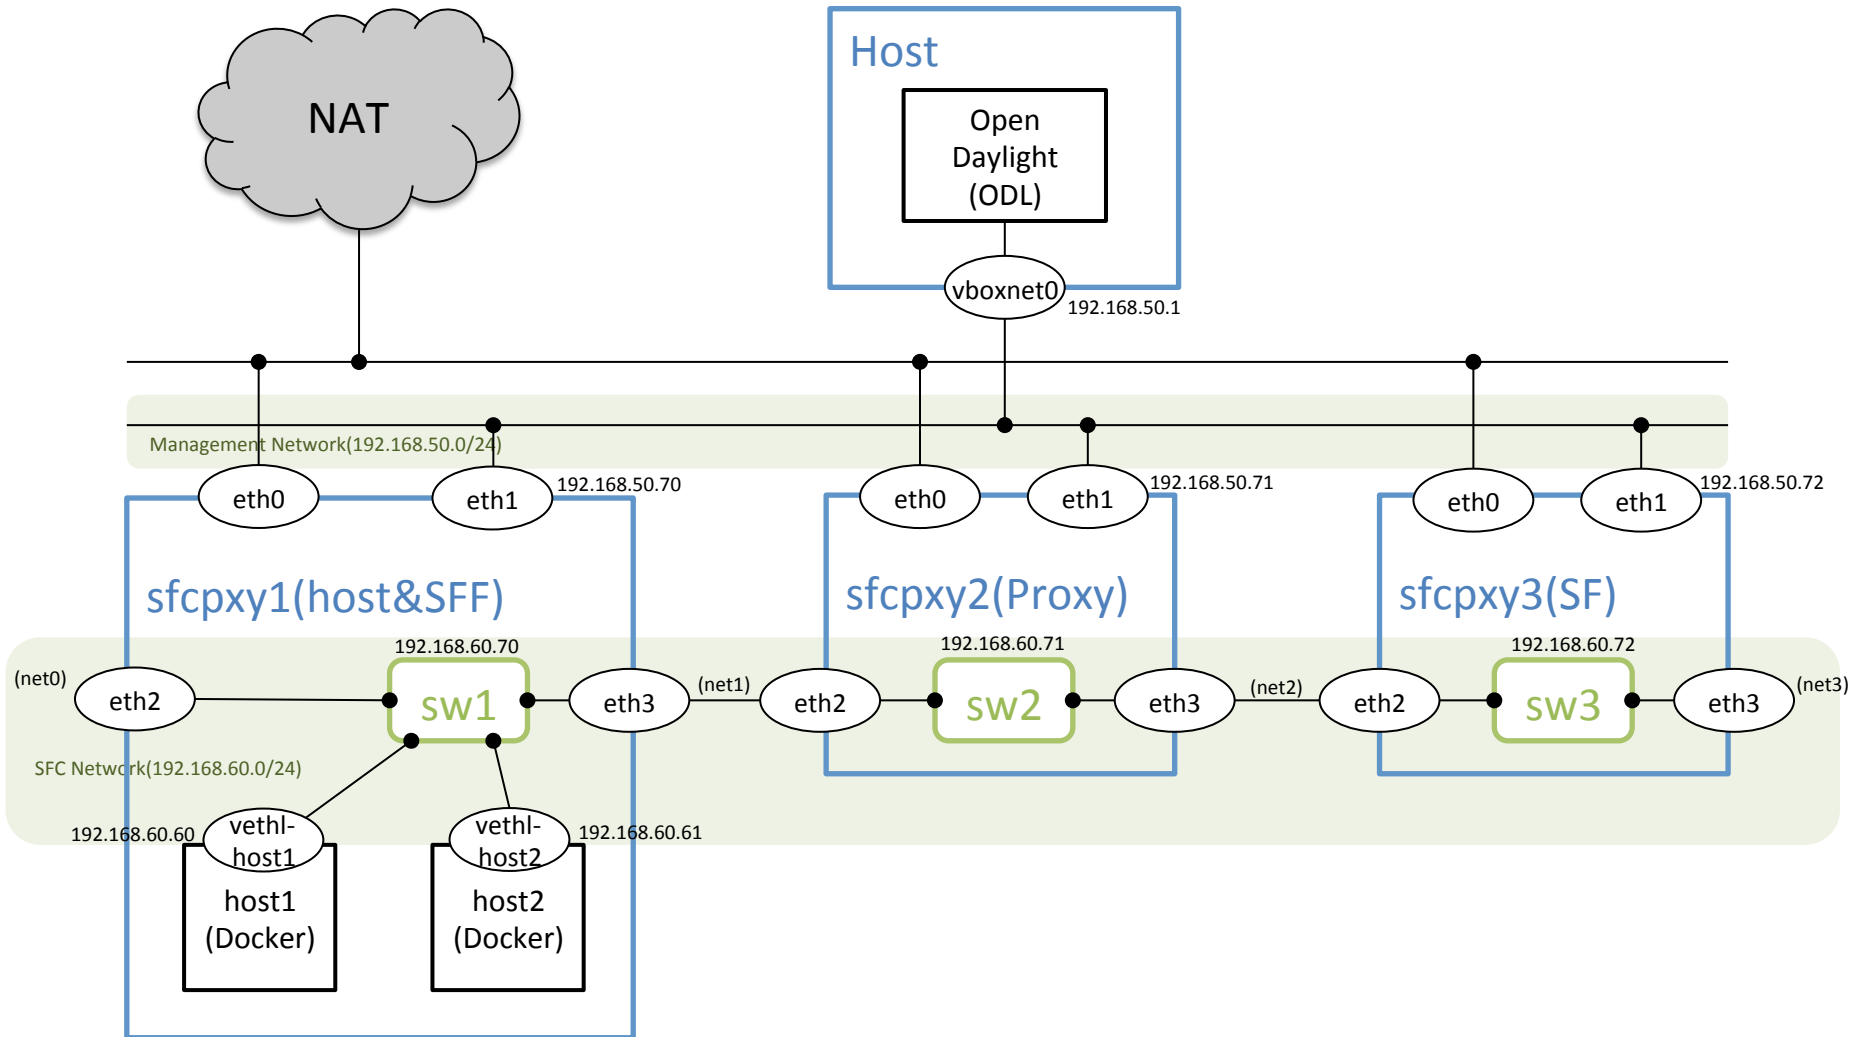 NAT
Host
Open
Daylight
(ODL)
vboxnet0
192.168.50.1
Management Network(192.168.50.0/24)
eth0
eth1
192.168.50.70
eth0
eth1
192.168.50.71
eth0
eth1
192.168.50.72
sfcpxy1(host&SFF)
sfcpxy2(Proxy)
sfcpxy3(SF)
192.168.60.70
192.168.60.71
192.168.60.72
(net0)
eth2
sw1
eth3
(net1)
eth2
sw2
eth3
(net2)
eth2
sw3
eth3
(net3)
SFC Network(192.168.60.0/24)
192.168.60.60
vethl-
host1
vethl-
host2
192.168.60.61
host1
(Docker)
host2
(Docker)